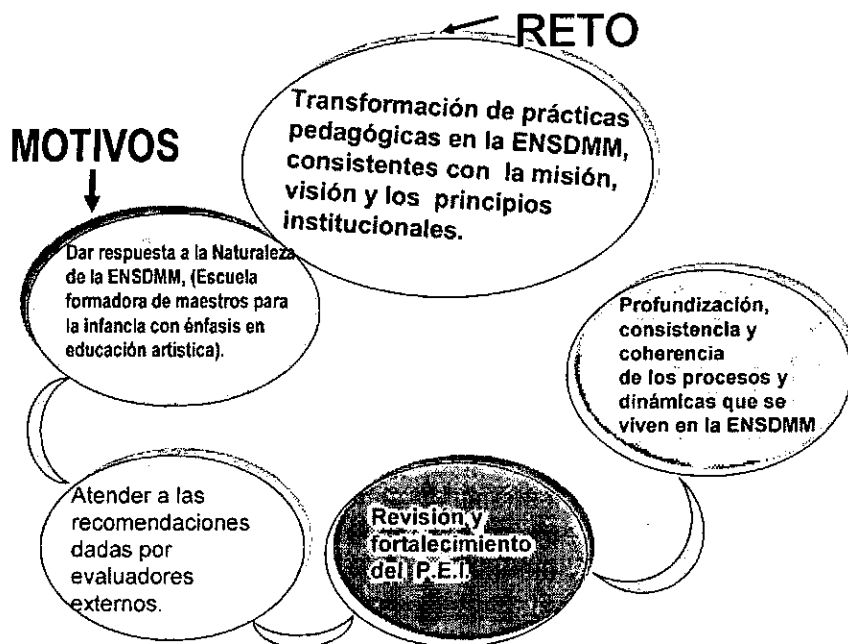 RETO
Transformación de prácticas
pedagógicas en la ENSDMM,
consistentes con la misión,
visión y los principios
institucionales.
MOTIVOS
Dar respuesta a la Naturaleza
de la ENSDMM, (Escuela
formadora de maestros para
la infancia con énfasis en
educación artística).
Profundización,
consistencia y
coherencia
de los procesos y
dinámicas que se
viven en la ENSDMM
Atender a las
recomendaciones
dadas por
evaluadores
externos.
Revisión y
fortalecimiento
del P.E.I.